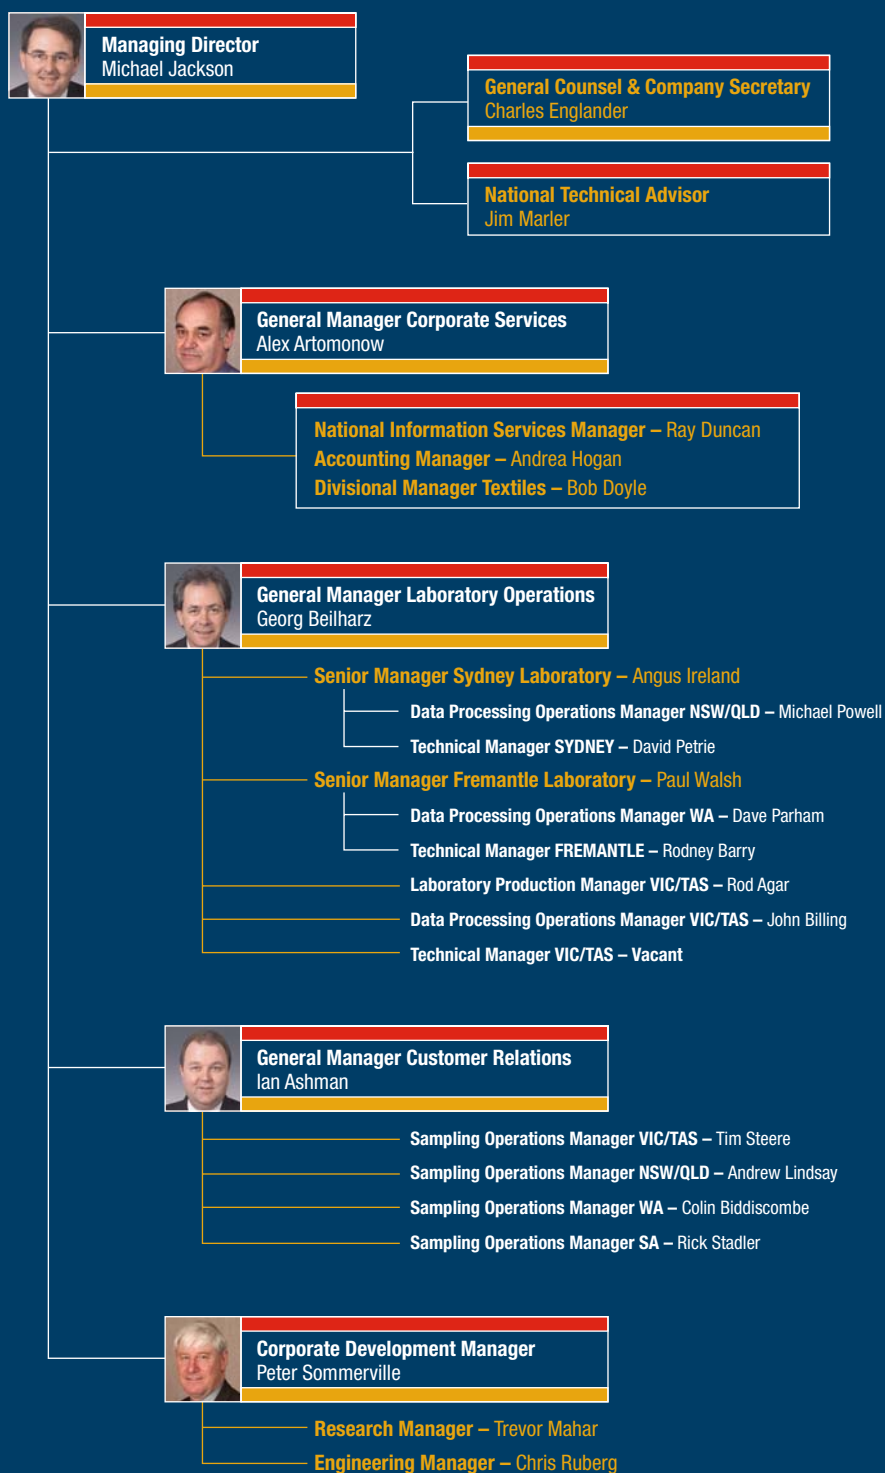 Managing Director
Michael Jackson
General Counsel & Company Secretary
Charles Englander
National Technical Advisor
Jim Marler
General Manager Corporate Services
Alex Artomonow
National Information Services Manager – Ray Duncan
Accounting Manager – Andrea Hogan
Divisional Manager Textiles – Bob Doyle
General Manager Laboratory Operations
Georg Beilharz
Senior Manager Sydney Laboratory – Angus Ireland
Data Processing Operations Manager NSW/QLD – Michael Powell
Technical Manager SYDNEY – David Petrie
Senior Manager Fremantle Laboratory – Paul Walsh
Data Processing Operations Manager WA – Dave Parham
Technical Manager FREMANTLE – Rodney Barry
Laboratory Production Manager VIC/TAS – Rod Agar
Data Processing Operations Manager VIC/TAS – John Billing
Technical Manager VIC/TAS – Vacant
General Manager Customer Relations
Ian Ashman
Sampling Operations Manager VIC/TAS – Tim Steere
Sampling Operations Manager NSW/QLD – Andrew Lindsay
Sampling Operations Manager WA – Colin Biddiscombe
Sampling Operations Manager SA – Rick Stadler
Corporate Development Manager
Peter Sommerville
Research Manager – Trevor Mahar
Engineering Manager – Chris Ruberg